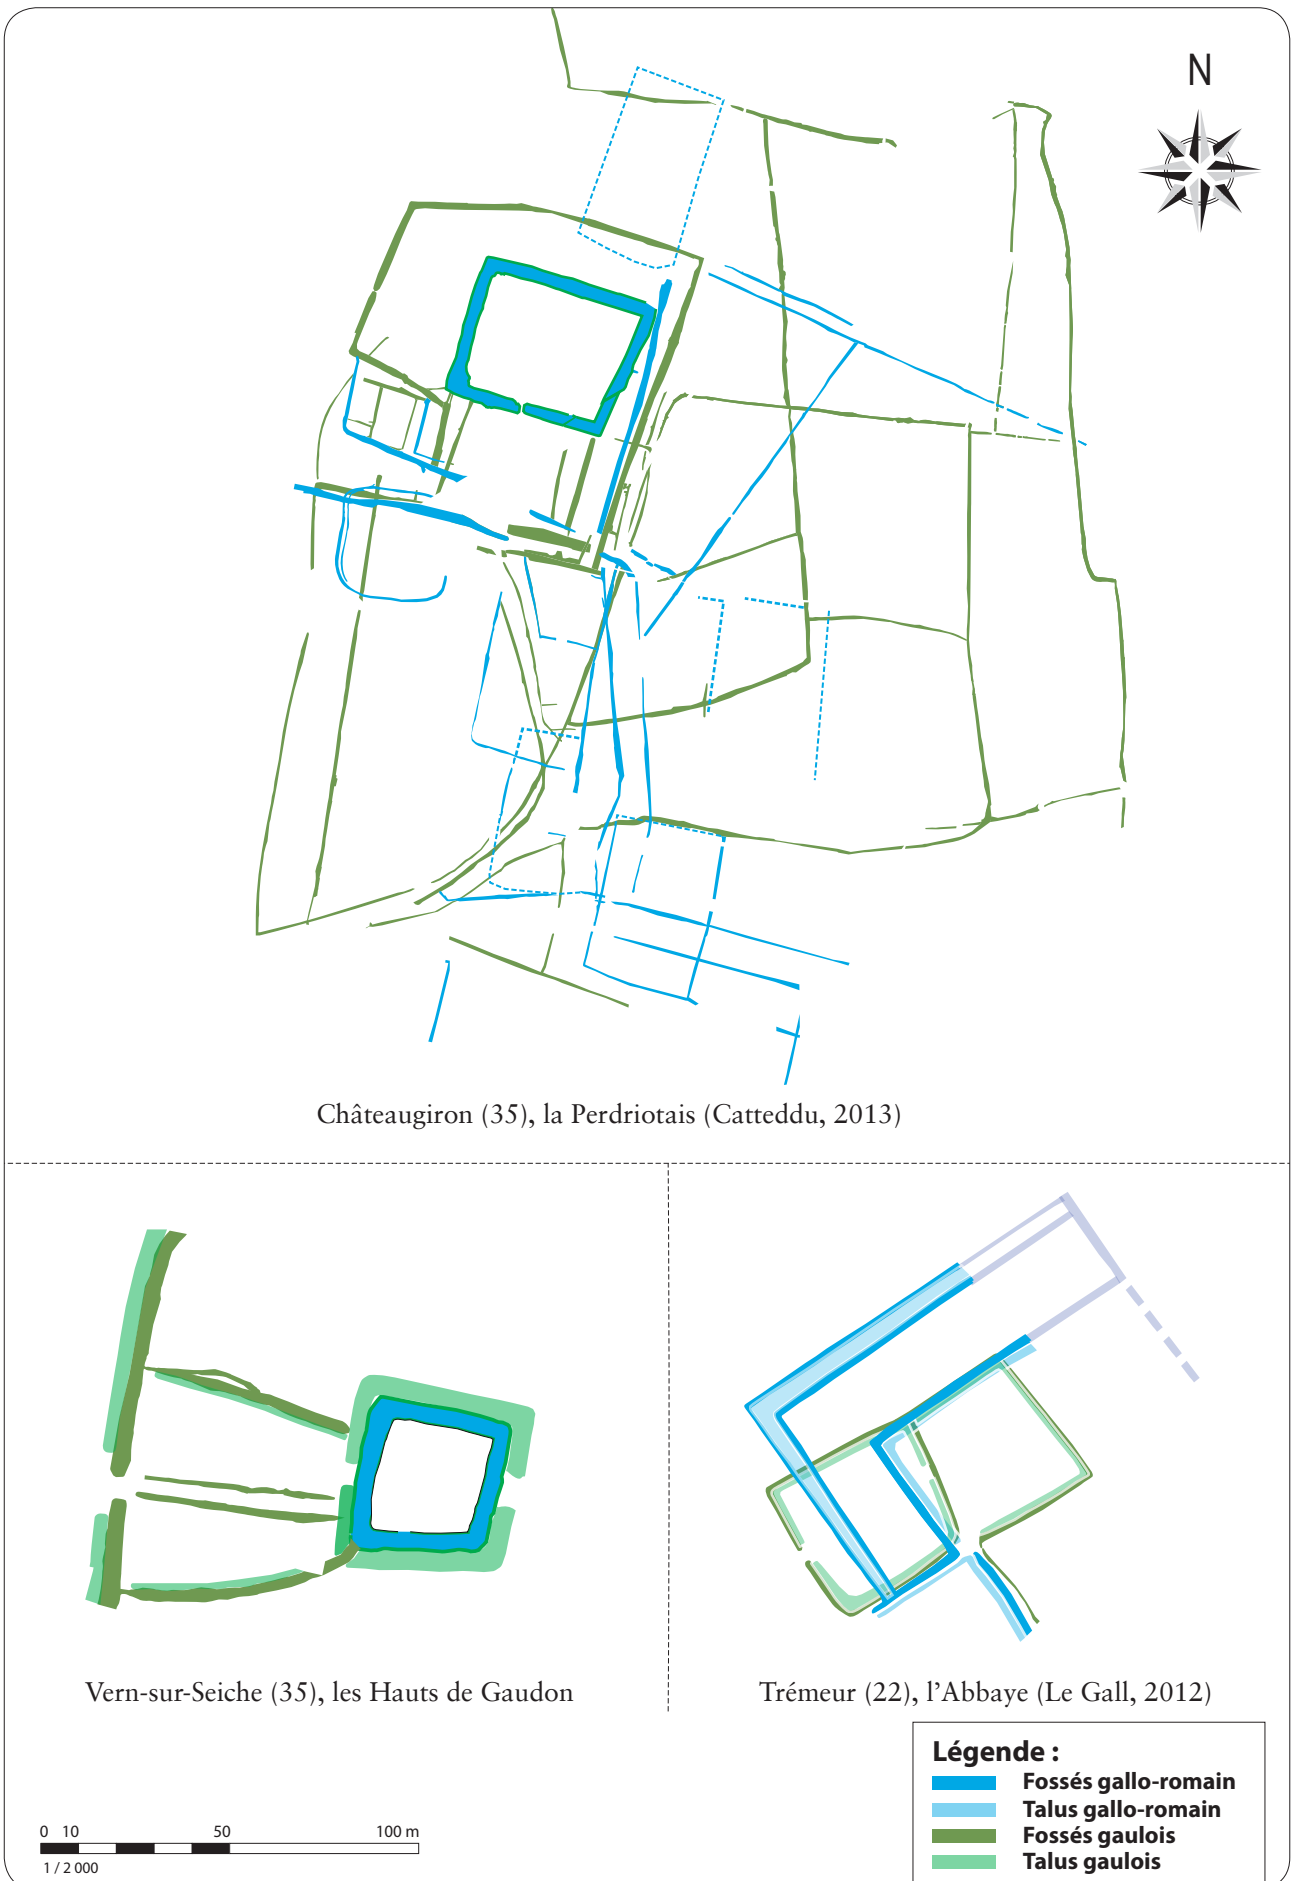 N
Châteaugiron (35), la Perdriotais (Catteddu, 2013)
Vern-sur-Seiche (35), les Hauts de Gaudon
Trémeur (22), l'Abbaye (Le Gall, 2012)
Légende :
Fossés gallo-romain
Talus gallo-romain
Fossés gaulois
Talus gaulois
0 10 50 100 m
1 / 2 000